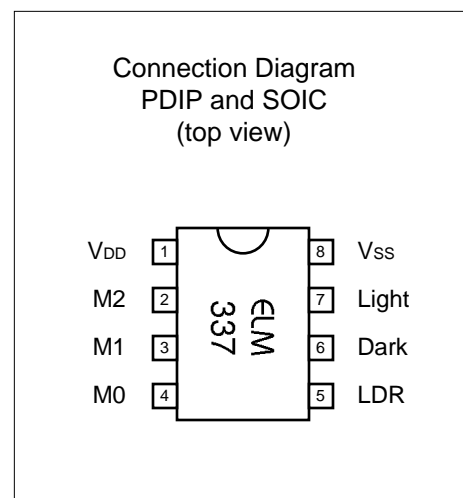 Connection Diagram
PDIP and SOIC
(top view)
VDD 1 8 VSS
M2 2 7 Light
M1 3 6 Dark
M0 4 5 LDR
ELM
337